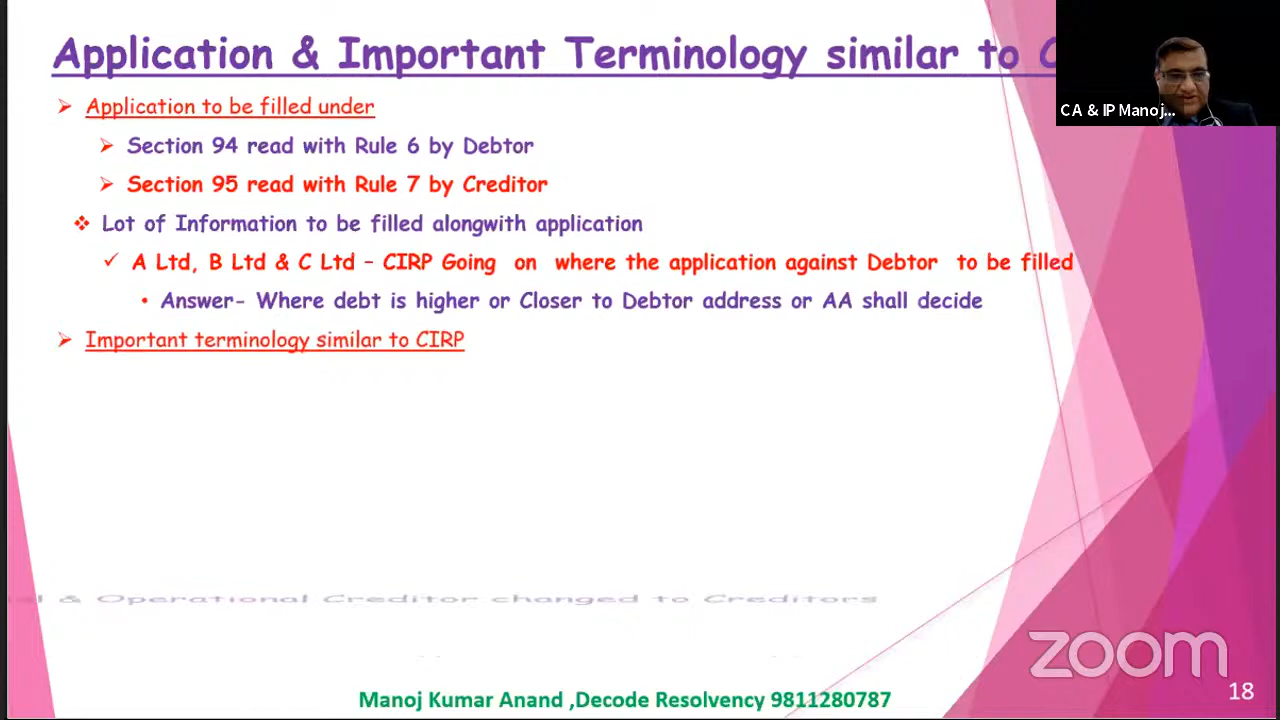 Application & Important Terminology similar to C
CA & IP Manoj...
Application to be filled under
Section 94 read with Rule 6 by Debtor
Section 95 read with Rule 7 by Creditor
Lot of Information to be filled alongwith application
A Ltd, B Ltd & C Ltd – CIRP Going on where the application against Debtor to be filled
Answer- Where debt is higher or Closer to Debtor address or AA shall decide
Important terminology similar to CIRP
& Operational Creditor changed to Creditors
zoom
Manoj Kumar Anand ,Decode Resolvency 9811280787
18